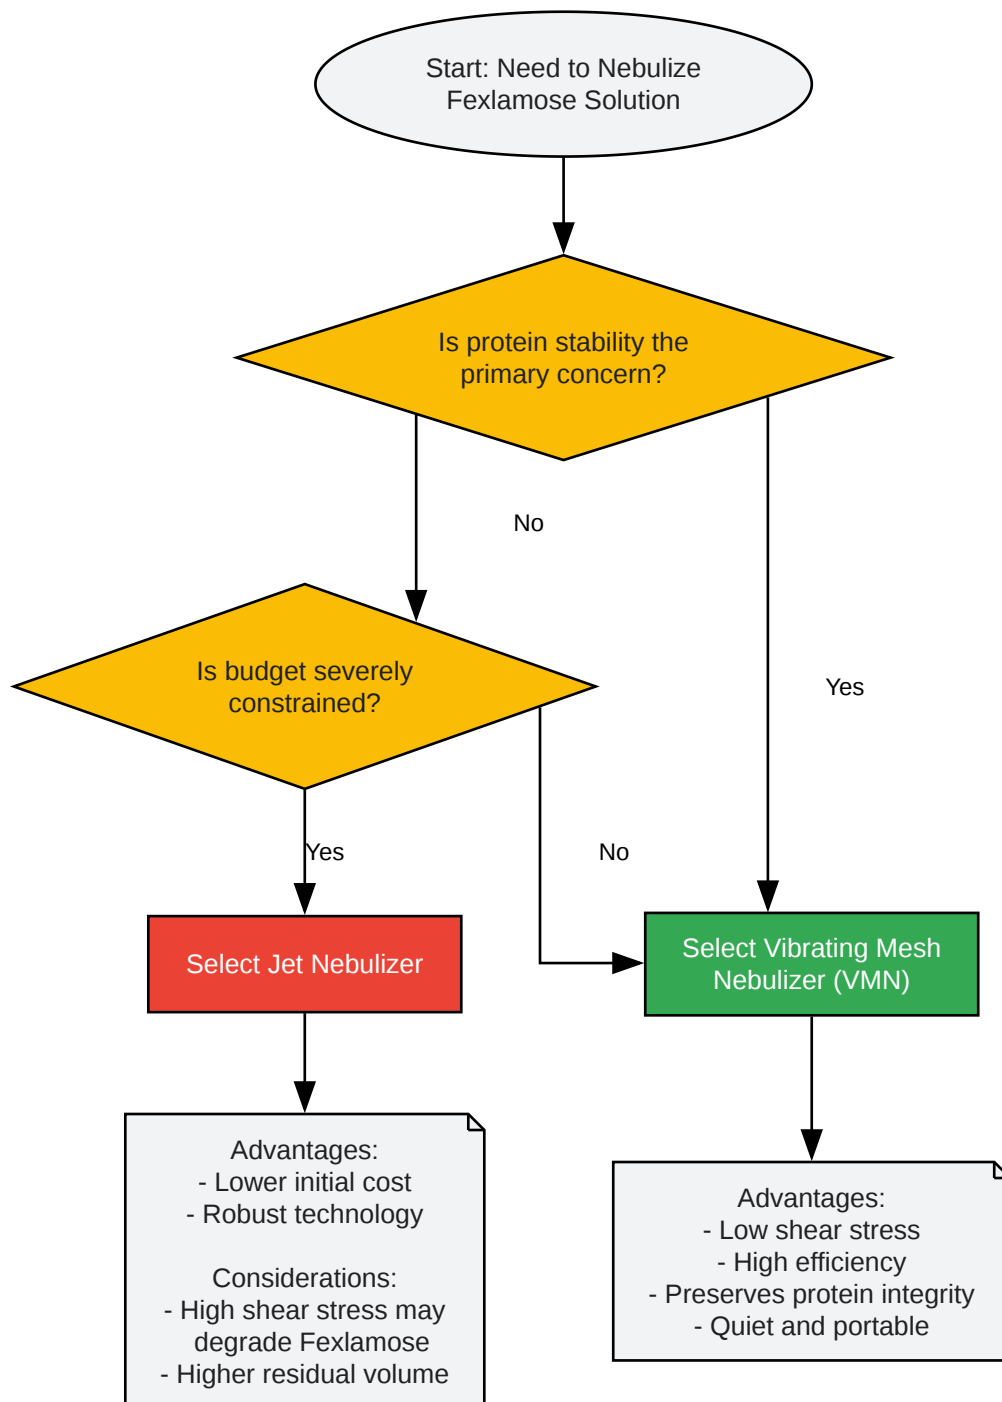 Start: Need to Nebulize
Fexlamose Solution
Is protein stability the
primary concern?
No
Yes
Is budget severely
constrained?
Yes
No
Select Jet Nebulizer
Select Vibrating Mesh
Nebulizer (VMN)
Advantages:
- Lower initial cost
- Robust technology
Considerations:
- High shear stress may
degrade Fexlamose
- Higher residual volume
Advantages:
- Low shear stress
- High efficiency
- Preserves protein integrity
- Quiet and portable